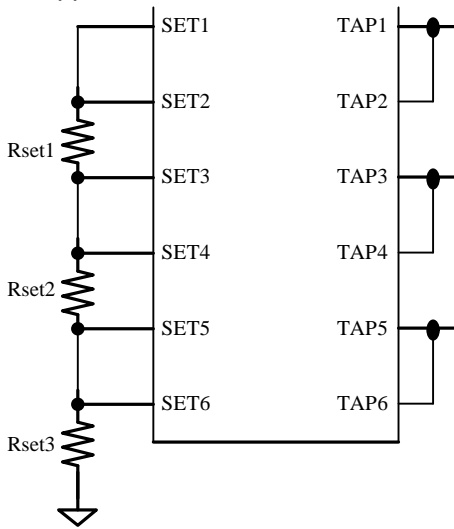 SET1 TAP1
SET2 TAP2
Rset1
SET3 TAP3
SET4 TAP4
Rset2
SET5 TAP5
SET6 TAP6
Rset3